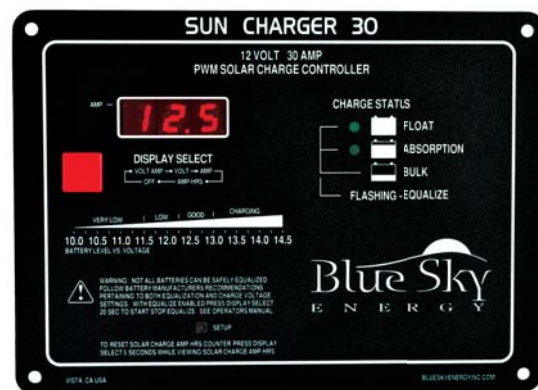 SUN CHARGER 30
12 VOLT 30 AMP
PWM SOLAR CHARGE CONTROLLER
AMP
12.5
DISPLAY SELECT
VOLT AMP VOLT AMP
OFF AMP-HRS
CHARGE STATUS
FLOAT
ABSORPTION
BULK
FLASHING - EQUALIZE
VERY LOW LOW GOOD CHARGING
10.0 10.5 11.0 11.5 12.0 12.5 13.0 13.5 14.0 14.5
BATTERY LEVEL VS. VOLTAGE
Blue Sky
ENERGY
WARNING: NOT ALL BATTERIES CAN BE SAFELY EQUALIZED.
FOLLOW BATTERY MANUFACTURERS RECOMMENDATIONS
PERTAINING TO BOTH EQUALIZATION AND CHARGE VOLTAGE
SETTINGS. WITH EQUALIZE ENABLED PRESS DISPLAY SELECT
20 SEC TO START STOP EQUALIZE. SEE OPERATORS MANUAL.
SETUP
TO RESET SOLAR CHARGE AMP-HRS COUNTER PRESS DISPLAY
SELECT 5 SECONDS WHILE VIEWING SOLAR CHARGE AMP-HRS
VISTA, CA USA
BLUESKYENERGYINC.COM